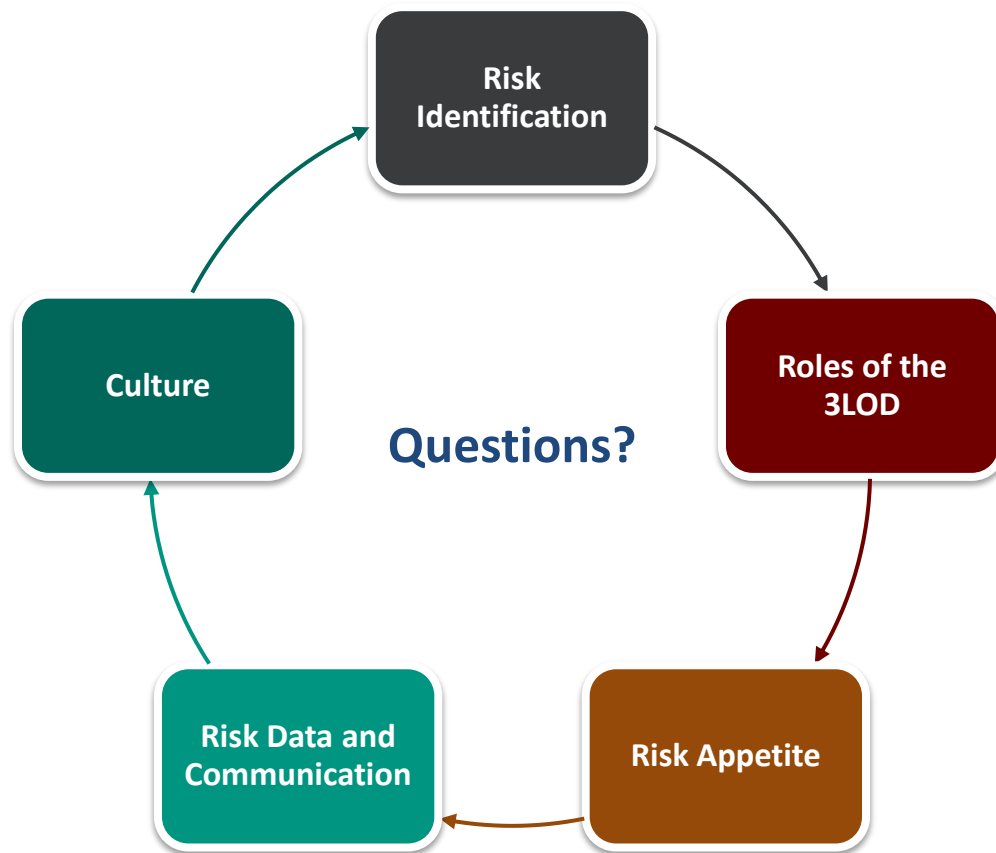 Risk
Identification
Roles of the
3LOD
Risk Appetite
Risk Data and
Communication
Culture
Questions?